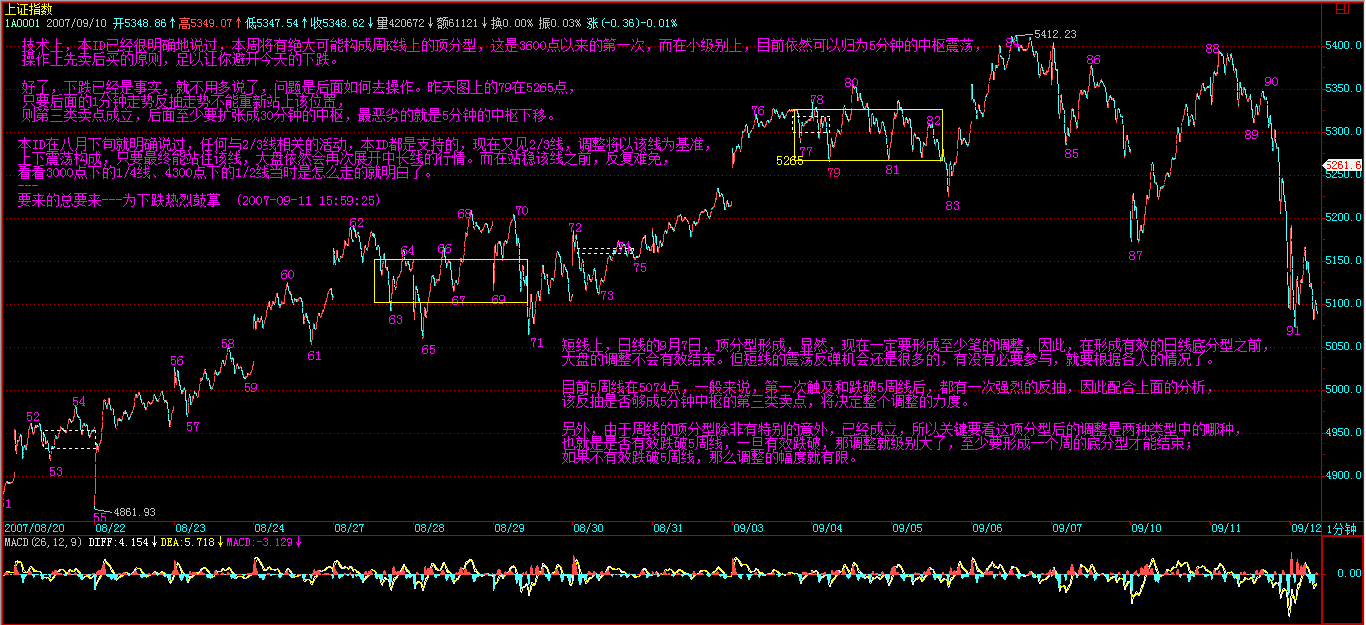 上证指数
1A0001 2007/09/10 开5348.86↑高5349.07↑低5347.54↑收5348.62↓量420672↓额61121↓换0.00% 振0.03% 涨(-0.36)-0.01%
技术上，本ID已经很明确地说过，本周将有绝大可能构成周K线上的顶分型，这是3600点以来的第一次，而在小级别上，目前依然可以归为5分钟的中枢震荡，
操作上先卖后买的原则，足以让你避开今天的下跌。
好了，下跌已经是事实，就不用多说了，问题是后面如何去操作。昨天图上的79在5265点，
只要后面的1分钟走势反抽走势不能重新站上该位置，
则第三类卖点成立，后面至少要扩张成30分钟的中枢，最恶劣的就是5分钟的中枢下移。
本ID在八月下旬就明确说过，任何与2/3线相关的活动，本ID都是支持的，现在又见2/3线，调整将以该线为基准，
上下震荡构成，只要最终能站住该线，大盘依然会再次展开中长线的行情。而在站稳该线之前，反复难免，
看看3000点下的1/4线、4300点下的1/2线当时是怎么走的就明白了。
---
要来的总要来---为下跌热烈鼓掌 (2007-09-11 15:59:25)
5412.23
5400.0
5350.0
5300.0
5261.6
5250.0
5200.0
5150.0
5100.0
5050.0
5000.0
4950.0
4900.0
88
86
90
80
78
76
82
89
85
5265
77
79
81
83
87
62
68
70
72
64
66
74
75
60
67
69
73
63
65
71
61
91
58
56
59
54
52
57
53
51
55
4861.93
短线上，日线的9月7日，顶分型形成，显然，现在一定要形成至少笔的调整，因此，在形成有效的日线底分型之前，
大盘的调整不会有效结束。但短线的震荡反弹机会还是很多的，有没有必要参与，就要根据各人的情况了。
目前5周线在5074点，一般来说，第一次触及和跌破5周线后，都有一次强烈的反抽，因此配合上面的分析，
该反抽是否够成5分钟中枢的第三类卖点，将决定整个调整的力度。
另外，由于周线的顶分型除非有特别的意外，已经成立，所以关键要看这顶分型后的调整是两种类型中的哪种，
也就是是否有效跌破5周线，一旦有效跌破，那调整就级别大了，至少要形成一个周的底分型才能结束；
如果不有效跌破5周线，那么调整的幅度就有限。
2007/08/20 08/22 08/23 08/24 08/27 08/28 08/29 08/30 08/31 09/03 09/04 09/05 09/06 09/07 09/10 09/11 09/12 1分钟
MACD(26,12,9) DIFF:4.154↓DEA:5.718↓MACD:-3.129↓
0.00